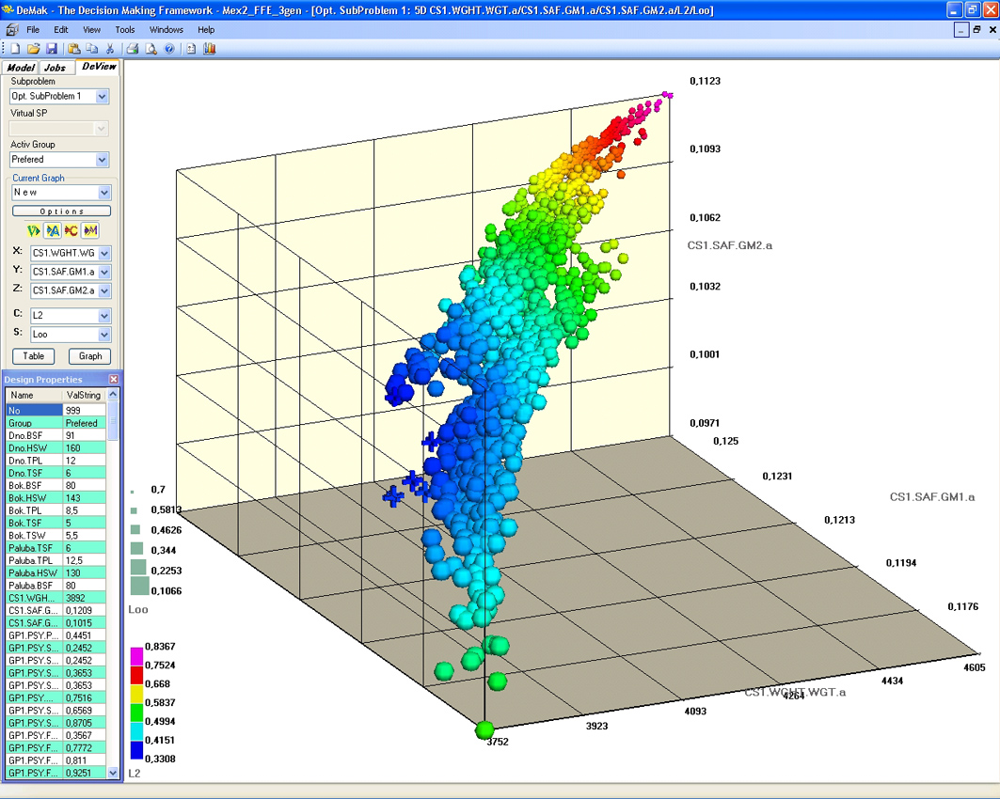 DeMak - The Decision Making Framework - Mex2_FFE_3gen - [Opt. SubProblem 1: 5D CS1.WGHT.WGT.a/CS1.SAF.GM1.a/CS1.SAF.GM2.a/L2/Loo]
File Edit View Tools Windows Help
Model Jobs DeView
Subproblem
Opt. SubProblem 1
Virtual SP
Activ Group
Prefered
Current Graph
New
Options
V A C M
X: CS1.WGHT.WG
Y: CS1.SAF.GM1.a
Z: CS1.SAF.GM2.a
C: L2
S: Loo
Table Graph
Design Properties
Name ValString
No 999
Group Prefered
Dno.BSF 91
Dno.HSW 160
Dno.TPL 12
Dno.TSF 6
Bok.BSF 80
Bok.HSW 143
Bok.TPL 8,5
Bok.TSF 5
Bok.TSW 5,5
Paluba.TSF 6
Paluba.TPL 12,5
Paluba.HSW 130
Paluba.BSF 80
CS1.WGH... 3892
CS1.SAF.G... 0,1209
CS1.SAF.G... 0,1015
GP1.PSY.P... 0,4451
GP1.PSY.S... 0,2452
GP1.PSY.S... 0,2452
GP1.PSY.S... 0,3653
GP1.PSY.S... 0,3653
GP1.PSY.... 0,7516
GP1.PSY.S... 0,6569
GP1.PSY.S... 0,8705
GP1.PSY.F... 0,3567
GP1.PSY.F... 0,7772
GP1.PSY.F... 0,811
GP1.PSY.F... 0,9251
0,7
0,5813
0,4626
0,344
0,2253
0,1066
Loo
0,8367
0,7524
0,668
0,5837
0,4994
0,4151
0,3308
L2
0,1123
0,1093
0,1062
CS1.SAF.GM2.a
0,1032
0,1001
0,0971
0,125
0,1231
CS1.SAF.GM1.a
0,1213
0,1194
0,1176
4605
4434
CS1.WGHT.WGT.a
4264
4093
3923
3752